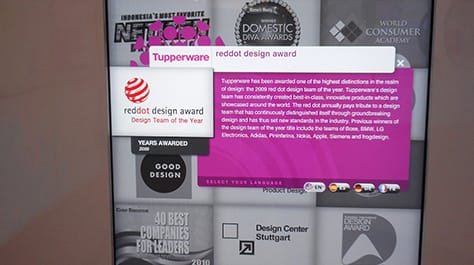 INDONESIA'S MOST FAVORITE
NETIZEN
DOMESTIC
DIVA AWARDS
WORLD
CONSUMER
ACADEMY
Tupperware reddot design award
Tupperware has been awarded one of the highest distinctions in the realm
of design: the 2009 red dot design team of the year. Tupperware's design
team has consistently created best-in-class, innovative products which are
showcased around the world. The red dot annually pays tribute to a design
team that has continuously distinguished itself through groundbreaking
design and has thus set new standards in industry. Previous winners of
the design team of the year title include the teams of Bose, BMW, LG
Electronics, Adidas, Pininfarina, Nokia, Apple, Siemens and frogdesign.
reddot design award
Design Team of the Year
YEARS AWARDED
2009
SELECT YOUR LANGUAGE
EN
GOOD
DESIGN
40 BEST
COMPANIES
FOR LEADERS
2010
Design Center
Stuttgart
DESIGN
AWARD